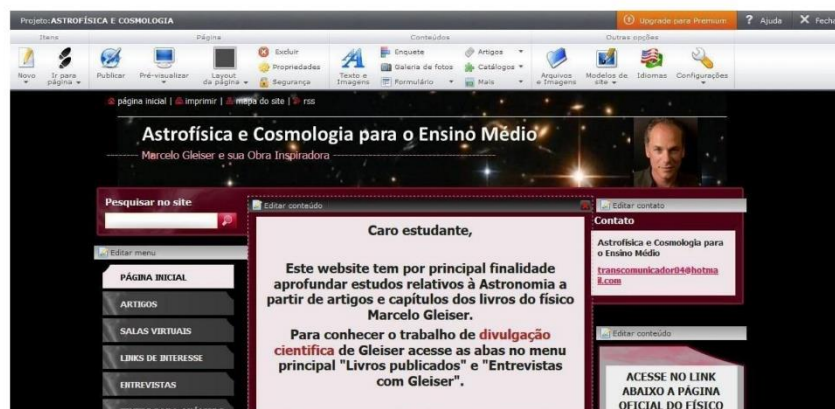 Projeto: ASTROFÍSICA E COSMOLOGIA
Upgrade para Premium
? Ajuda
X Fecha
Itens
Página
Conteúdos
Outras opções
Novo
Ir para página
Publicar
Pré-visualizar
Layout da página
Excluir
Propriedades
Segurança
Texto e Imagens
Enquete
Galeria de fotos
Formulário
Artigos
Catálogos
Mais
Arquivos e Imagens
Modelos de site
Idiomas
Configurações
página inicial | imprimir | mapa do site | rss
Astrofísica e Cosmologia para o Ensino Médio
Marcelo Gleiser e sua Obra Inspiradora
Pesquisar no site
Editar menu
PÁGINA INICIAL
ARTIGOS
SALAS VIRTUAIS
LINKS DE INTERESSE
ENTREVISTAS
Editar conteúdo
Caro estudante,
Este website tem por principal finalidade
aprofundar estudos relativos à Astronomia a
partir de artigos e capítulos dos livros do físico
Marcelo Gleiser.
Para conhecer o trabalho de divulgação
cientifica de Gleiser acesse as abas no menu
principal "Livros publicados" e "Entrevistas
com Gleiser".
Editar contato
Contato
Astrofísica e Cosmologia para
o Ensino Médio
transcomunicador04@hotma
il.com
Editar conteúdo
ACESSE NO LINK
ABAIXO A PÁGINA
OFICIAL DO FÍSICO